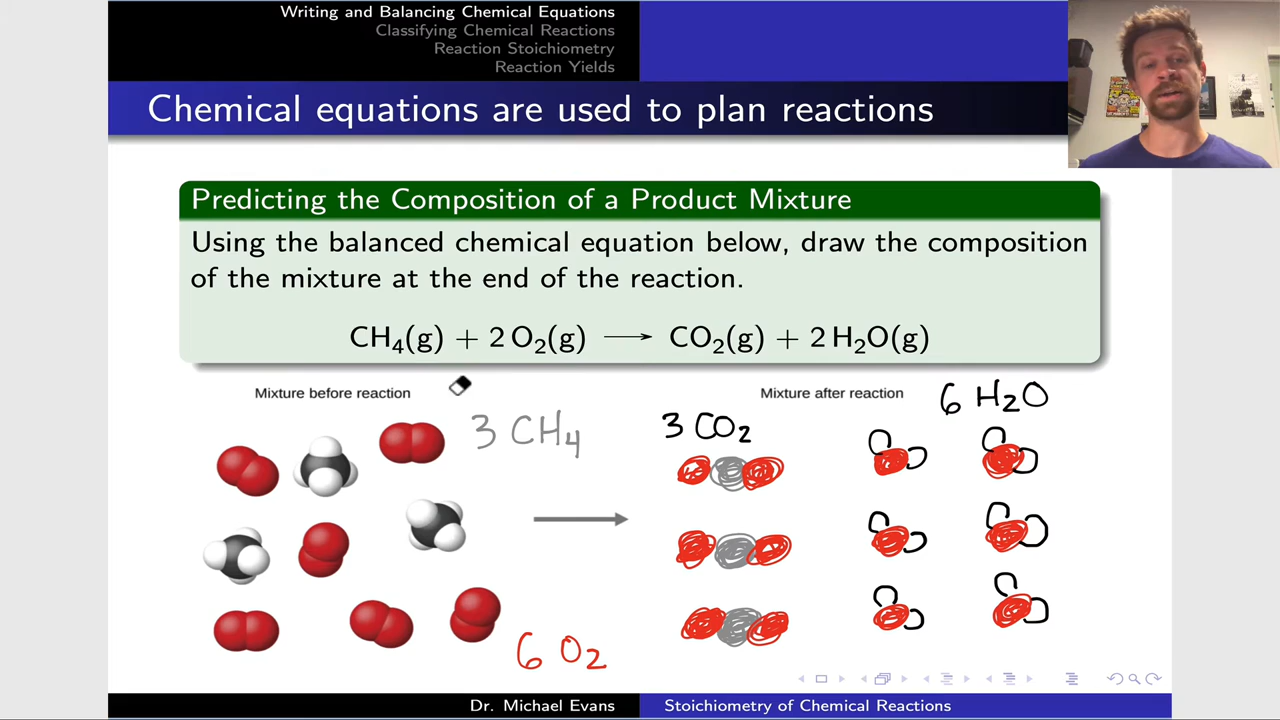 Writing and Balancing Chemical Equations
Classifying Chemical Reactions
Reaction Stoichiometry
Reaction Yields
Chemical equations are used to plan reactions
Predicting the Composition of a Product Mixture
Using the balanced chemical equation below, draw the composition
of the mixture at the end of the reaction.
CH₄(g) + 2 O₂(g) ⟶ CO₂(g) + 2 H₂O(g)
Mixture before reaction
3 CH₄
6 O₂
Mixture after reaction
3 CO₂
6 H₂O
Dr. Michael Evans
Stoichiometry of Chemical Reactions